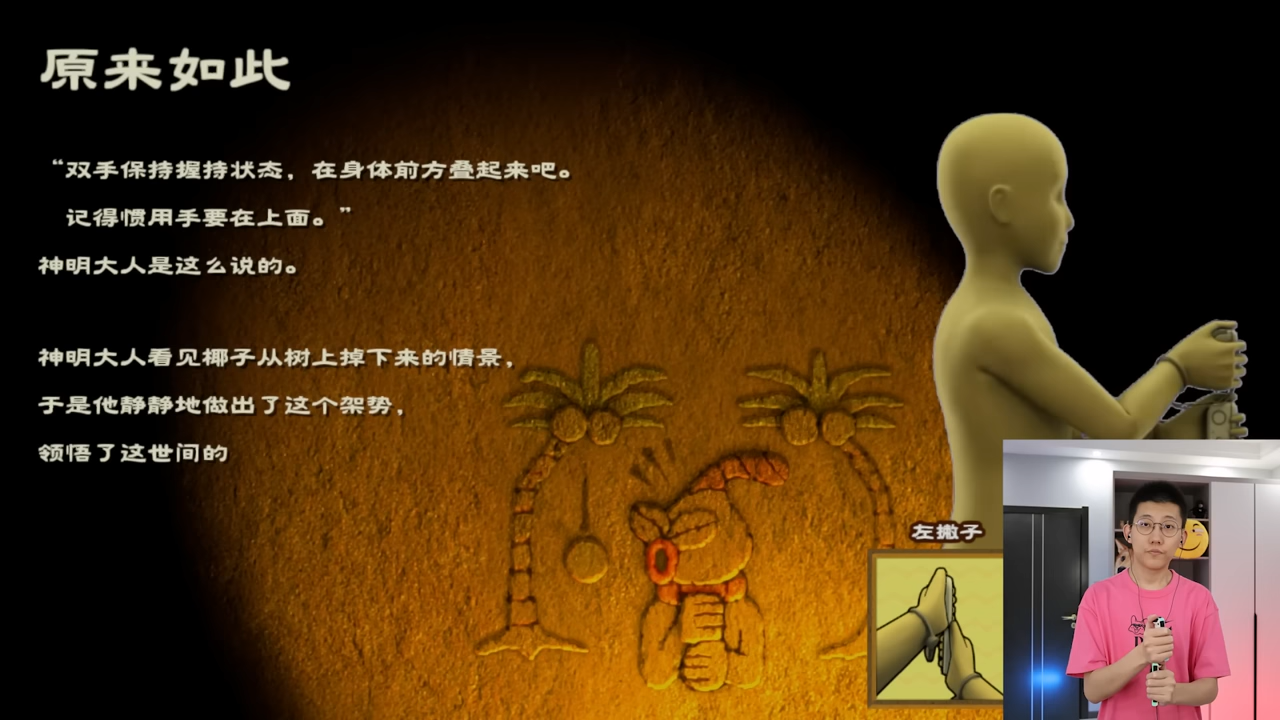 原来如此
“双手保持握持状态，在身体前方叠起来吧。
记得惯用手要在上面。”
神明大人是这么说的。
神明大人看见椰子从树上掉下来的情景，
于是他静静地做出了这个架势，
领悟了这世间的
左撇子